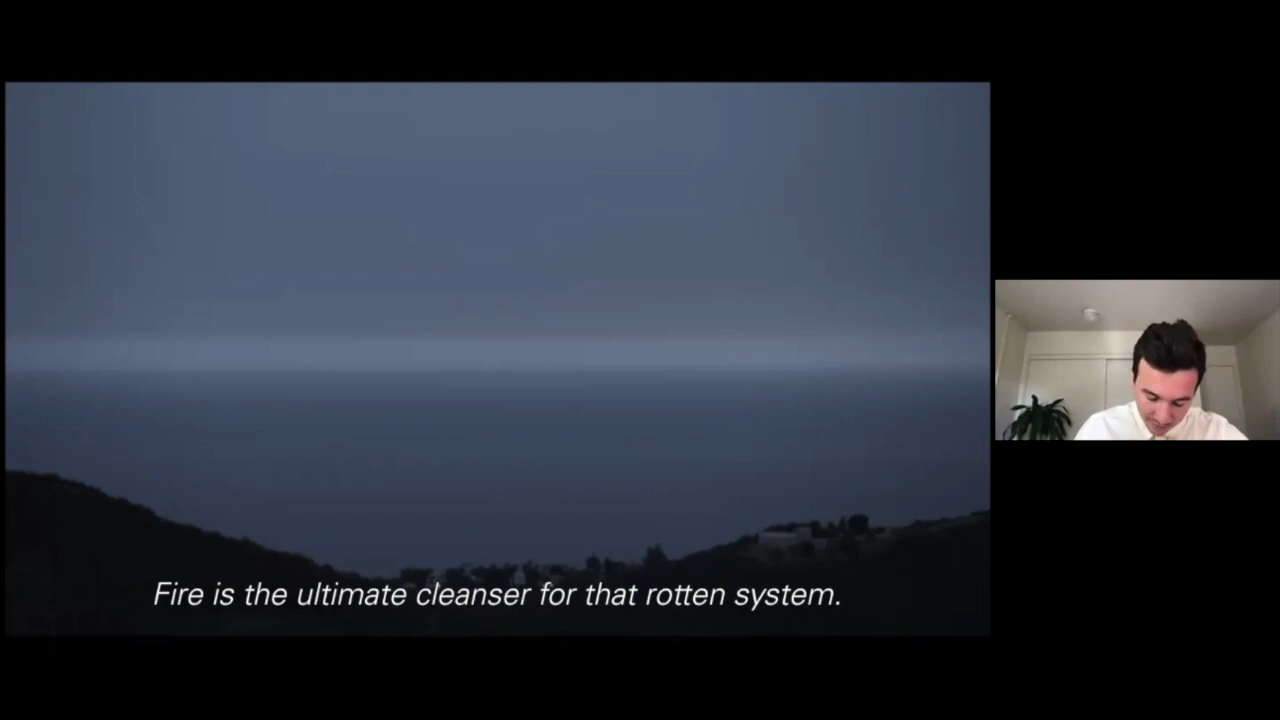 Fire is the ultimate cleanser for that rotten system.